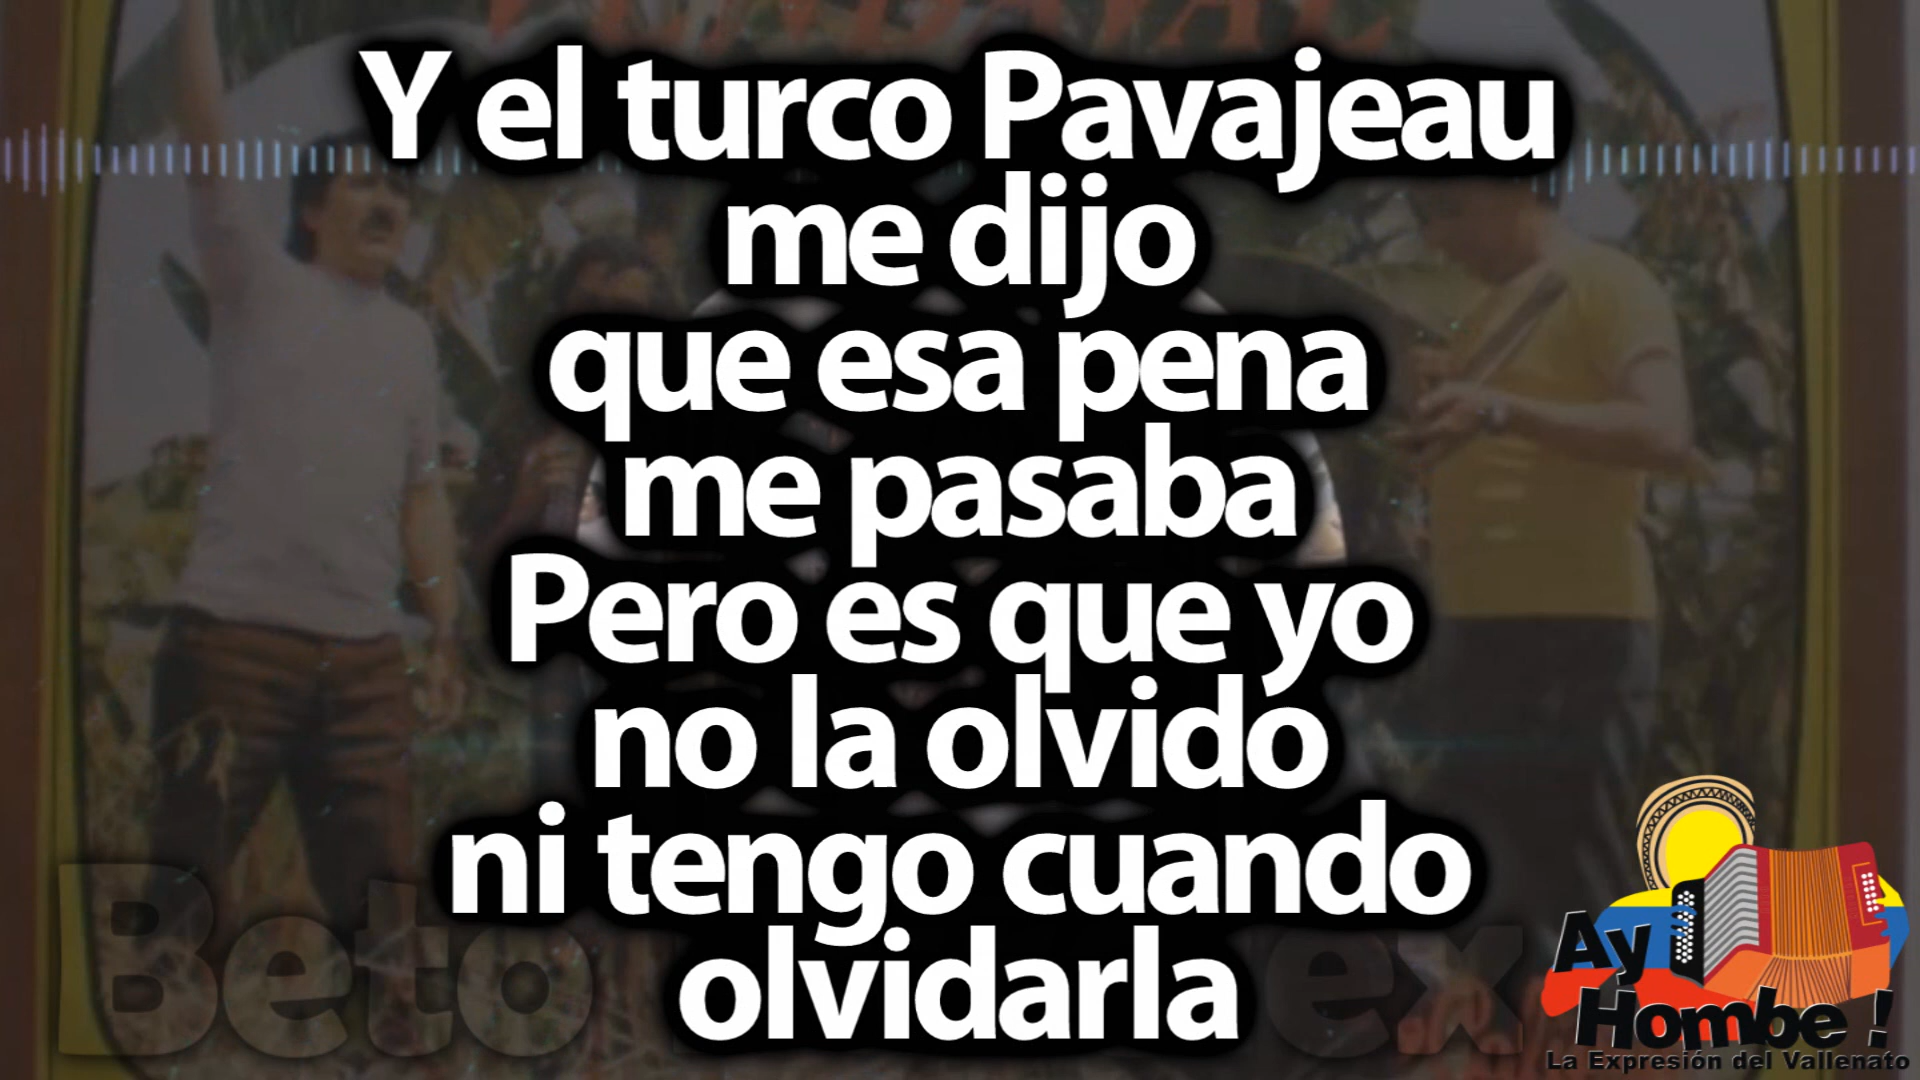 Y el turco Pavajeau
me dijo
que esa pena
me pasaba
Pero es que yo
no la olvido
ni tengo cuando
olvidarla
Beto
Ay
Hombe !
La Expresión del Vallenato